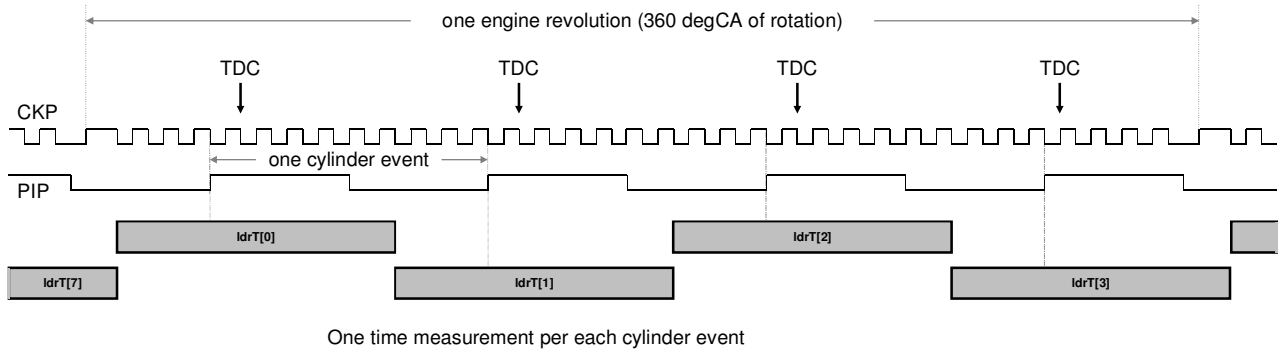 one engine revolution (360 degCA of rotation)
TDC TDC TDC TDC
CKP
one cylinder event
PIP
ldrT[0] ldrT[2]
ldrT[7] ldrT[1] ldrT[3]
One time measurement per each cylinder event